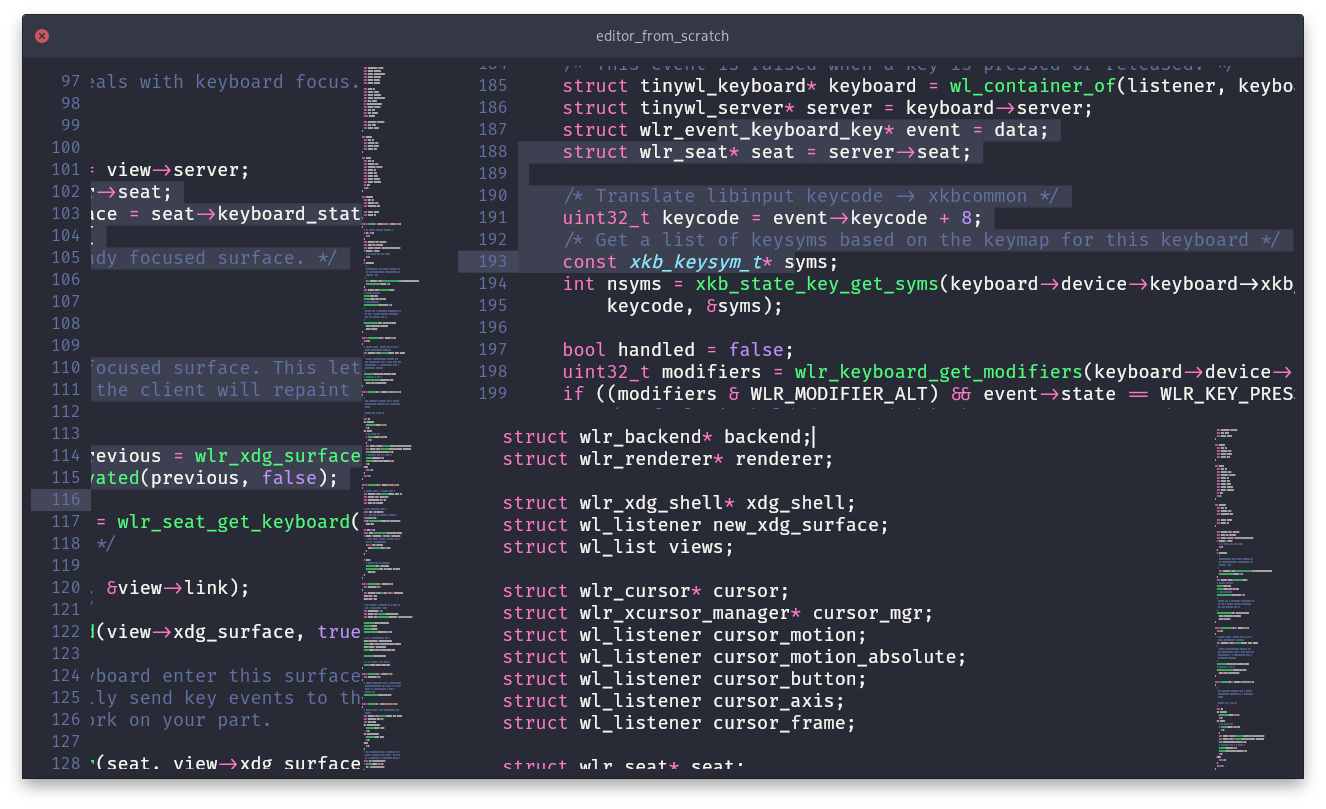 editor_from_scratch
97 eals with keyboard focus.
98
99
100
101 = view->server;
102 ->seat;
103 = seat->keyboard_stat
104
105 focused surface. */
106
107
108
109
110 focused surface. This let
111 the client will repaint
112
113
114 revious = wlr_xdg_surface
115 vated(previous, false);
116
117 = wlr_seat_get_keyboard(
118 */
119
120 &view->link);
121
122 (view->xdg_surface, true
123
124 yboard enter this surface
125 lly send key events to th
126 ork on your part.
127
128 (seat, view->xdg_surface
184 /* This event is raised when a key is pressed or released. */
185 struct tinywl_keyboard* keyboard = wl_container_of(listener, keybo
186 struct tinywl_server* server = keyboard->server;
187 struct wlr_event_keyboard_key* event = data;
188 struct wlr_seat* seat = server->seat;
189
190 /* Translate libinput keycode -> xkbcommon */
191 uint32_t keycode = event->keycode + 8;
192 /* Get a list of keysyms based on the keymap for this keyboard */
193 const xkb_keysym_t* syms;
194 int nsyms = xkb_state_key_get_syms(keyboard->device->keyboard->xkb_
195 keycode, &syms);
196
197 bool handled = false;
198 uint32_t modifiers = wlr_keyboard_get_modifiers(keyboard->device->
199 if ((modifiers & WLR_MODIFIER_ALT) && event->state == WLR_KEY_PRES
struct wlr_backend* backend;
struct wlr_renderer* renderer;
struct wlr_xdg_shell* xdg_shell;
struct wl_listener new_xdg_surface;
struct wl_list views;
struct wlr_cursor* cursor;
struct wlr_xcursor_manager* cursor_mgr;
struct wl_listener cursor_motion;
struct wl_listener cursor_motion_absolute;
struct wl_listener cursor_button;
struct wl_listener cursor_axis;
struct wl_listener cursor_frame;
struct wlr_seat* seat;